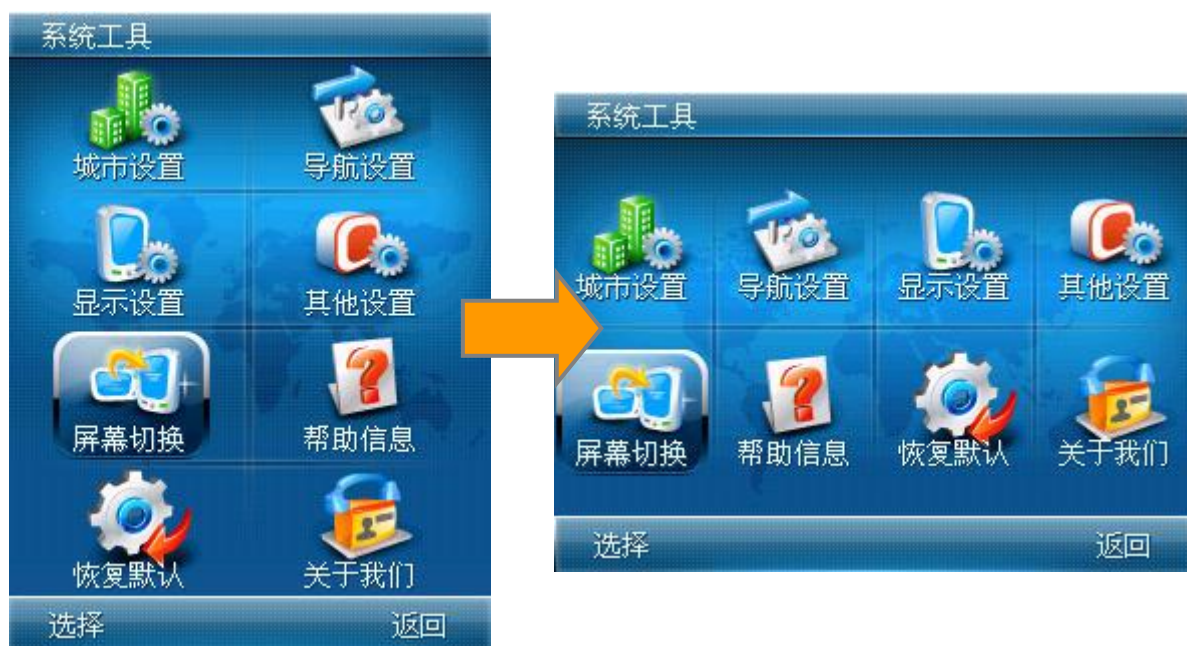 系统工具
城市设置 导航设置
显示设置 其他设置
屏幕切换 帮助信息
恢复默认 关于我们
选择 返回
系统工具
城市设置 导航设置 显示设置 其他设置
屏幕切换 帮助信息 恢复默认 关于我们
选择 返回